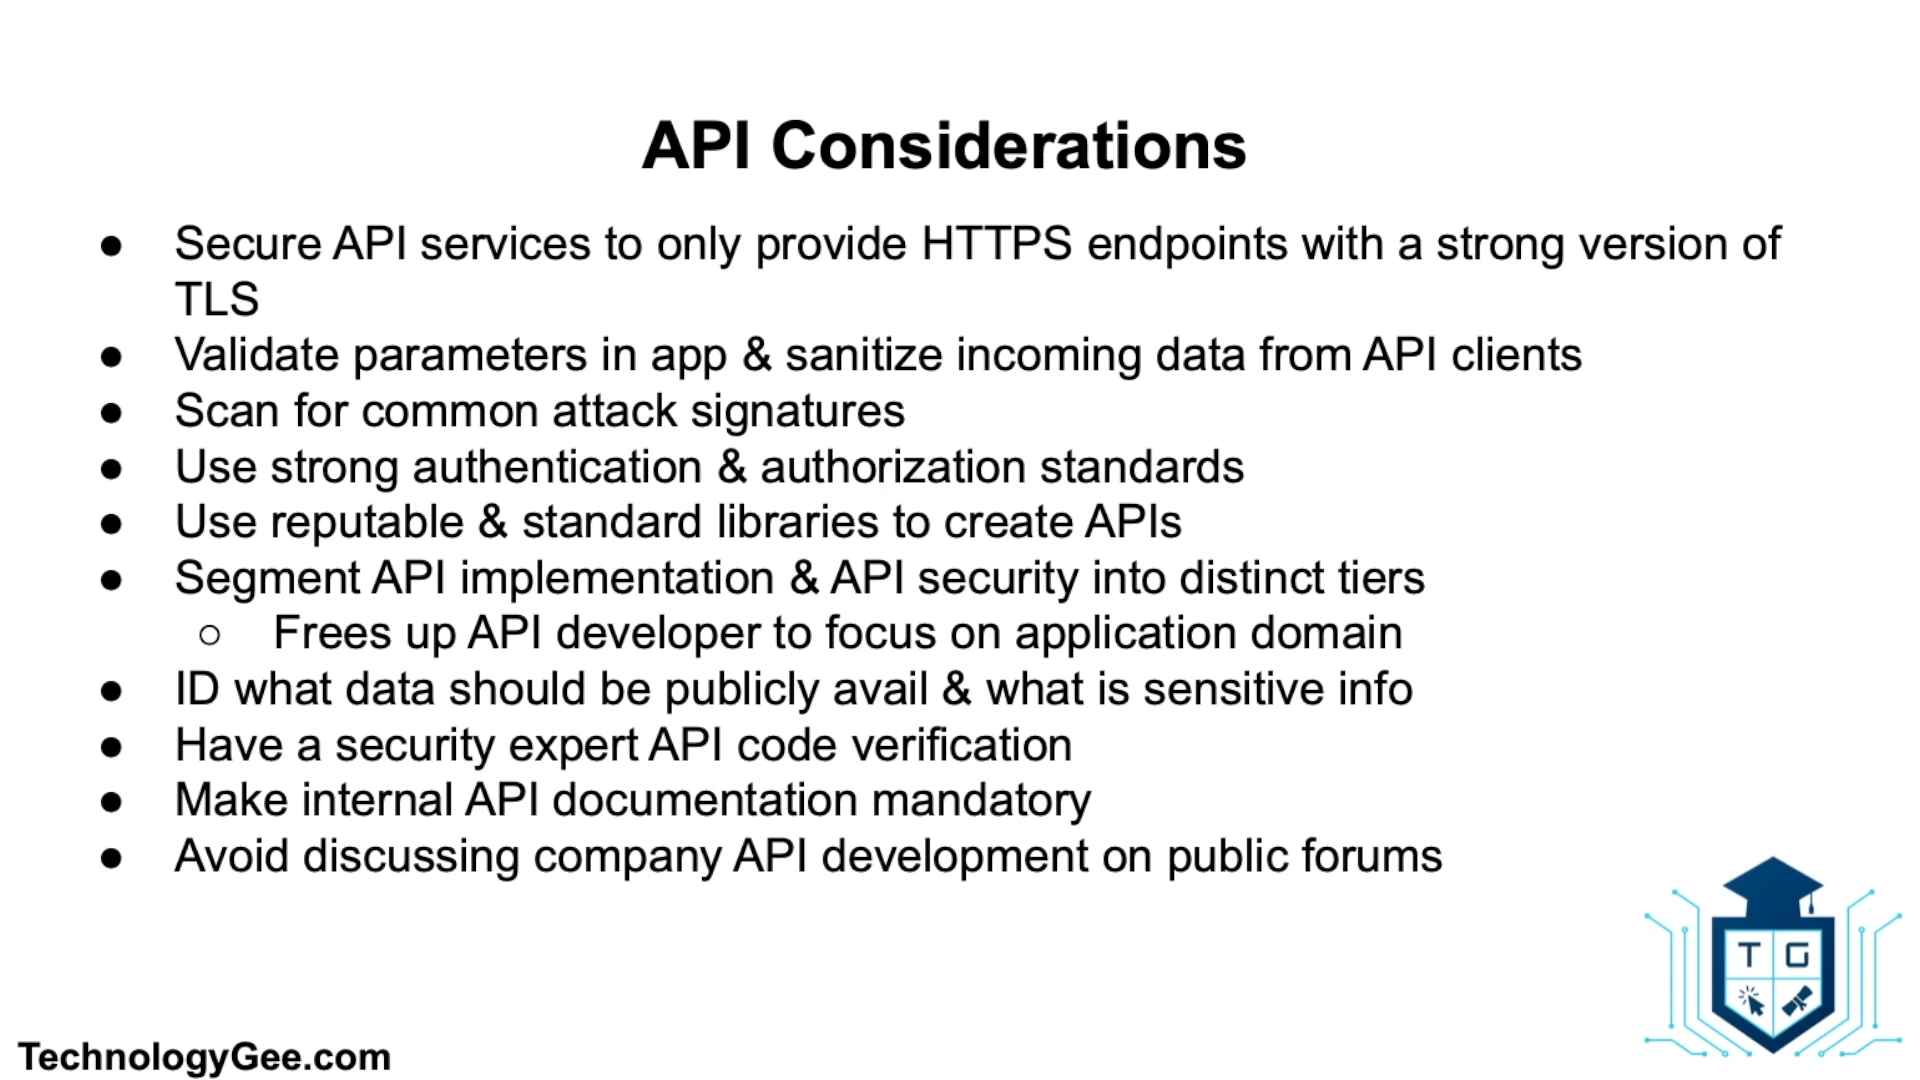 API Considerations
● Secure API services to only provide HTTPS endpoints with a strong version of
TLS
● Validate parameters in app & sanitize incoming data from API clients
● Scan for common attack signatures
● Use strong authentication & authorization standards
● Use reputable & standard libraries to create APIs
● Segment API implementation & API security into distinct tiers
○ Frees up API developer to focus on application domain
● ID what data should be publicly avail & what is sensitive info
● Have a security expert API code verification
● Make internal API documentation mandatory
● Avoid discussing company API development on public forums
T G
TechnologyGee.com